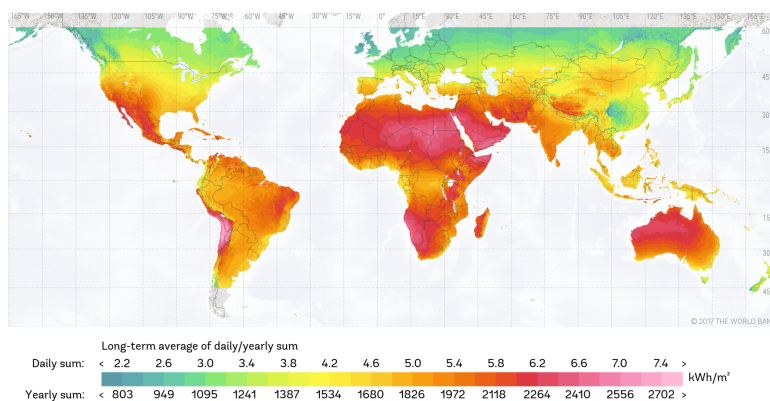 165°W 150°W 135°W 120°W 105°W 90°W 75°W 60°W 45°W 30°W 15°W 0° 15°E 30°E 45°E 60°E 75°E 90°E 105°E 120°E 135°E 150°E 165°E
60
45
30
15
15
30
45
© 2017 THE WORLD BAN
Long-term average of daily/yearly sum
Daily sum: < 2.2 2.6 3.0 3.4 3.8 4.2 4.6 5.0 5.4 5.8 6.2 6.6 7.0 7.4 >
kWh/m²
Yearly sum: < 803 949 1095 1241 1387 1534 1680 1826 1972 2118 2264 2410 2556 2702 >